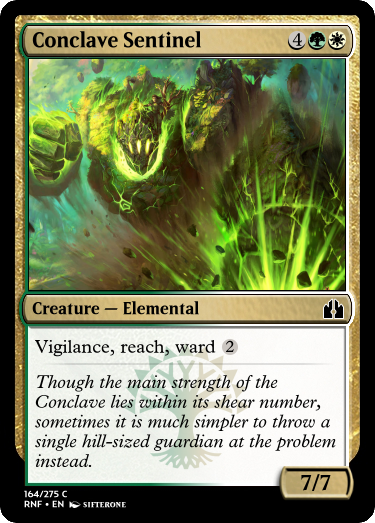 Conclave Sentinel 4
Creature — Elemental
Vigilance, reach, ward 2
Though the main strength of the
Conclave lies within its shear number,
sometimes it is much simpler to throw a
single hill-sized guardian at the problem
instead.
7/7
164/275 C
RNF • EN SIFTERONE